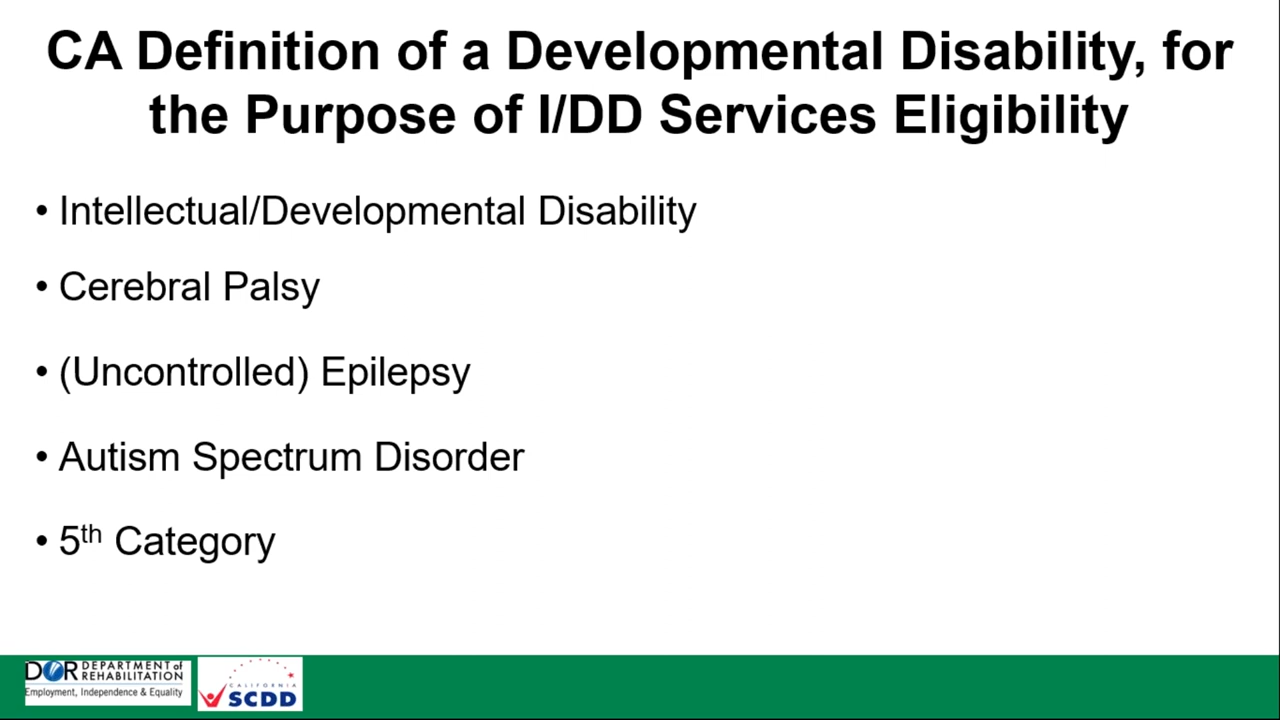 CA Definition of a Developmental Disability, for
the Purpose of I/DD Services Eligibility
• Intellectual/Developmental Disability
• Cerebral Palsy
• (Uncontrolled) Epilepsy
• Autism Spectrum Disorder
• 5th Category
DOR DEPARTMENT of
REHABILITATION
Employment, Independence & Equality
CALIFORNIA
SCDD